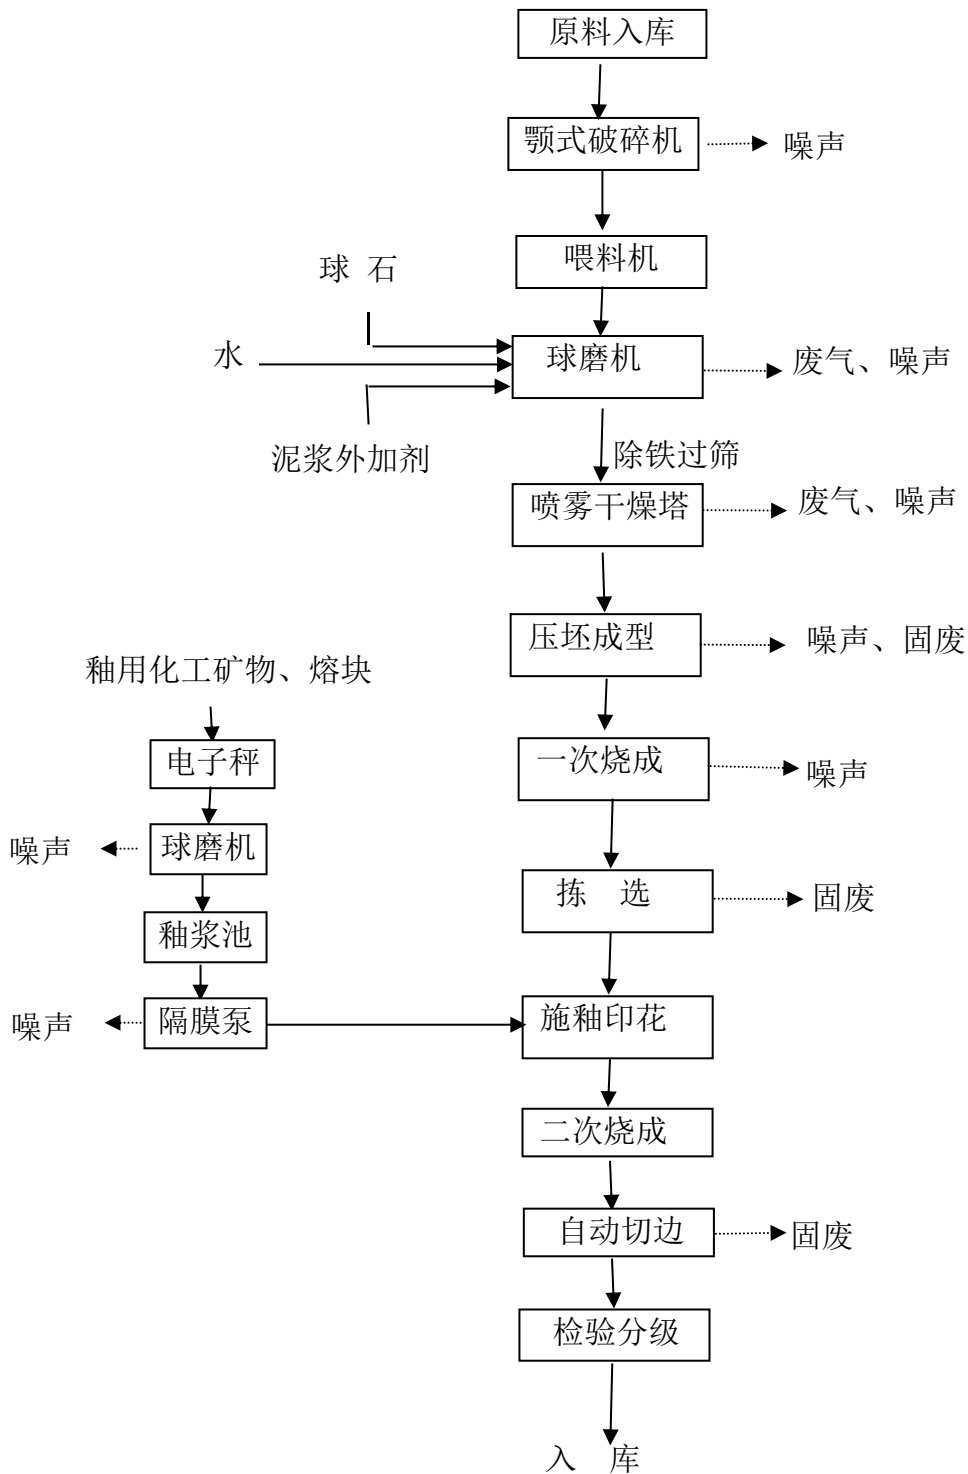 原料入库
颚式破碎机
噪声
喂料机
球 石
水
球磨机
废气、噪声
泥浆外加剂
除铁过筛
喷雾干燥塔
废气、噪声
压坯成型
噪声、固废
釉用化工矿物、熔块
电子秤
一次烧成
噪声
噪声
球磨机
拣 选
固废
釉浆池
噪声
隔膜泵
施釉印花
二次烧成
自动切边
固废
检验分级
入 库